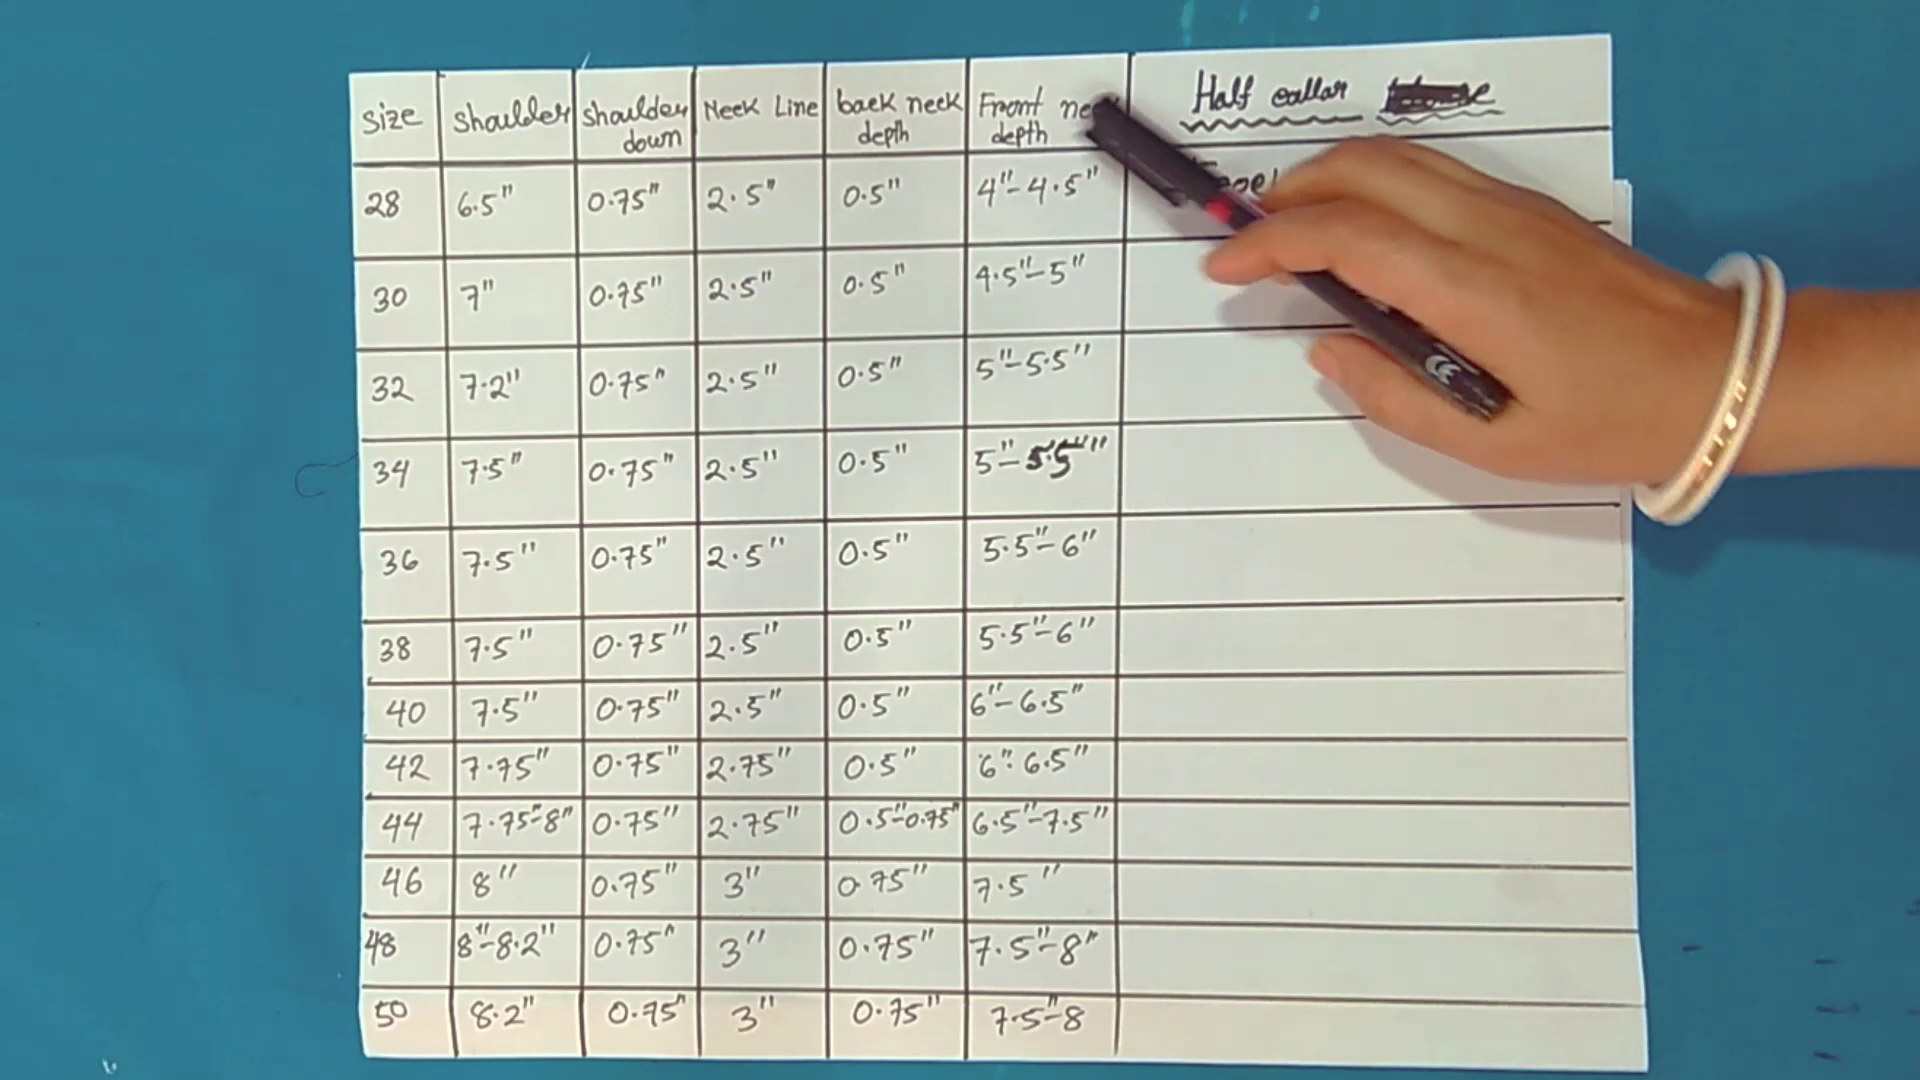 size shoulder shoulder down Neck Line back neck depth Front neck depth Half callar
28 6.5" 0.75" 2.5" 0.5" 4"-4.5"
30 7" 0.75" 2.5" 0.5" 4.5"-5"
32 7.2" 0.75" 2.5" 0.5" 5"-5.5"
34 7.5" 0.75" 2.5" 0.5" 5"-5.5"
36 7.5" 0.75" 2.5" 0.5" 5.5"-6"
38 7.5" 0.75" 2.5" 0.5" 5.5"-6"
40 7.5" 0.75" 2.5" 0.5" 6"-6.5"
42 7.75" 0.75" 2.75" 0.5" 6"-6.5"
44 7.75"-8" 0.75" 2.75" 0.5"-0.75" 6.5"-7.5"
46 8" 0.75" 3" 0.75" 7.5"
48 8"-8.2" 0.75" 3" 0.75" 7.5"-8"
50 8.2" 0.75" 3" 0.75" 7.5"-8